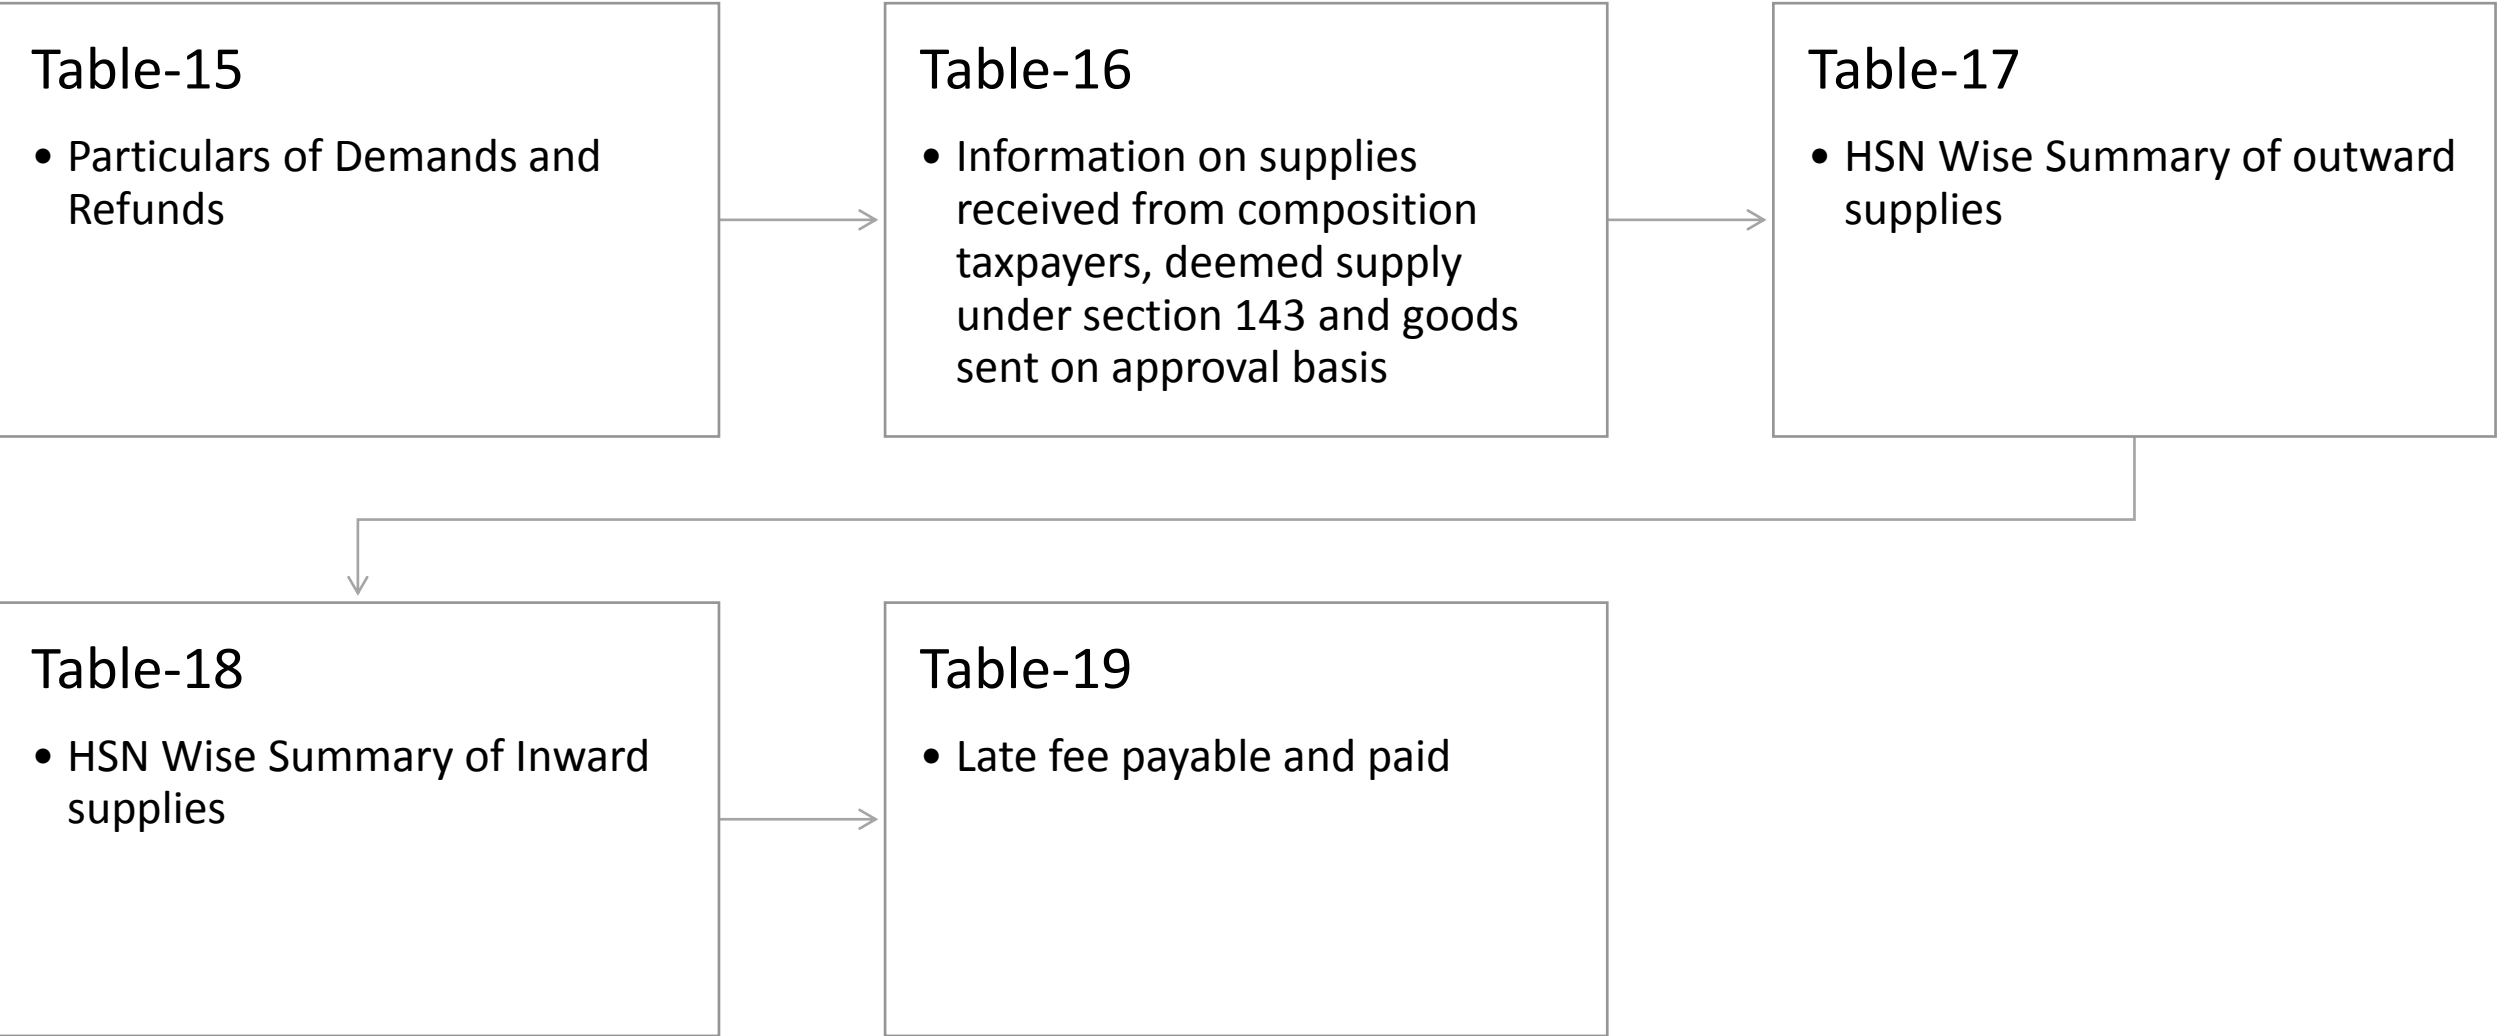 Table-15
• Particulars of Demands and
Refunds
Table-16
• Information on supplies
received from composition
taxpayers, deemed supply
under section 143 and goods
sent on approval basis
Table-17
• HSN Wise Summary of outward
supplies
Table-18
• HSN Wise Summary of Inward
supplies
Table-19
• Late fee payable and paid